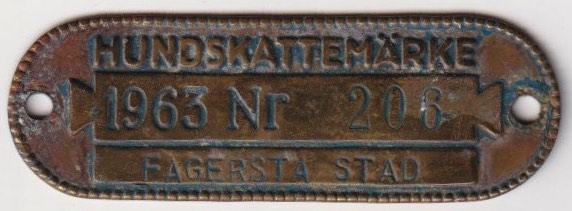 HUNDSKATTEMÄRKE
1963 Nr 206
FAGERSTA STAD